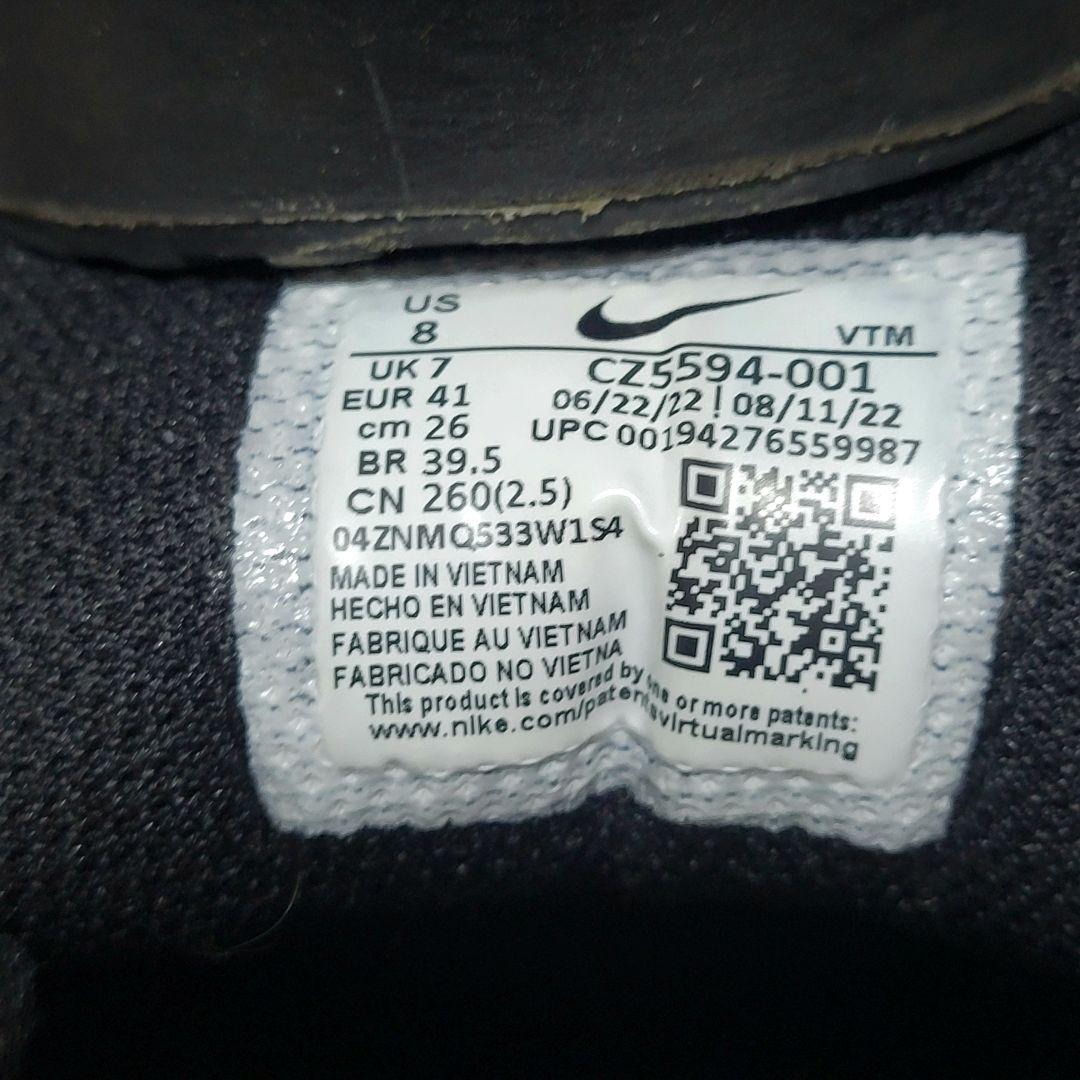 US
8
VTM
UK 7
CZ5594-001
EUR 41
06/22/22 | 08/11/22
cm 26
UPC 00194276559987
BR 39.5
CN 260(2.5)
04ZNMQ533W1S4
MADE IN VIETNAM
HECHO EN VIETNAM
FABRIQUE AU VIETNAM
FABRICADO NO VIETNA
This product is covered by one or more patents:
www.nike.com/patentsvirtualmarking